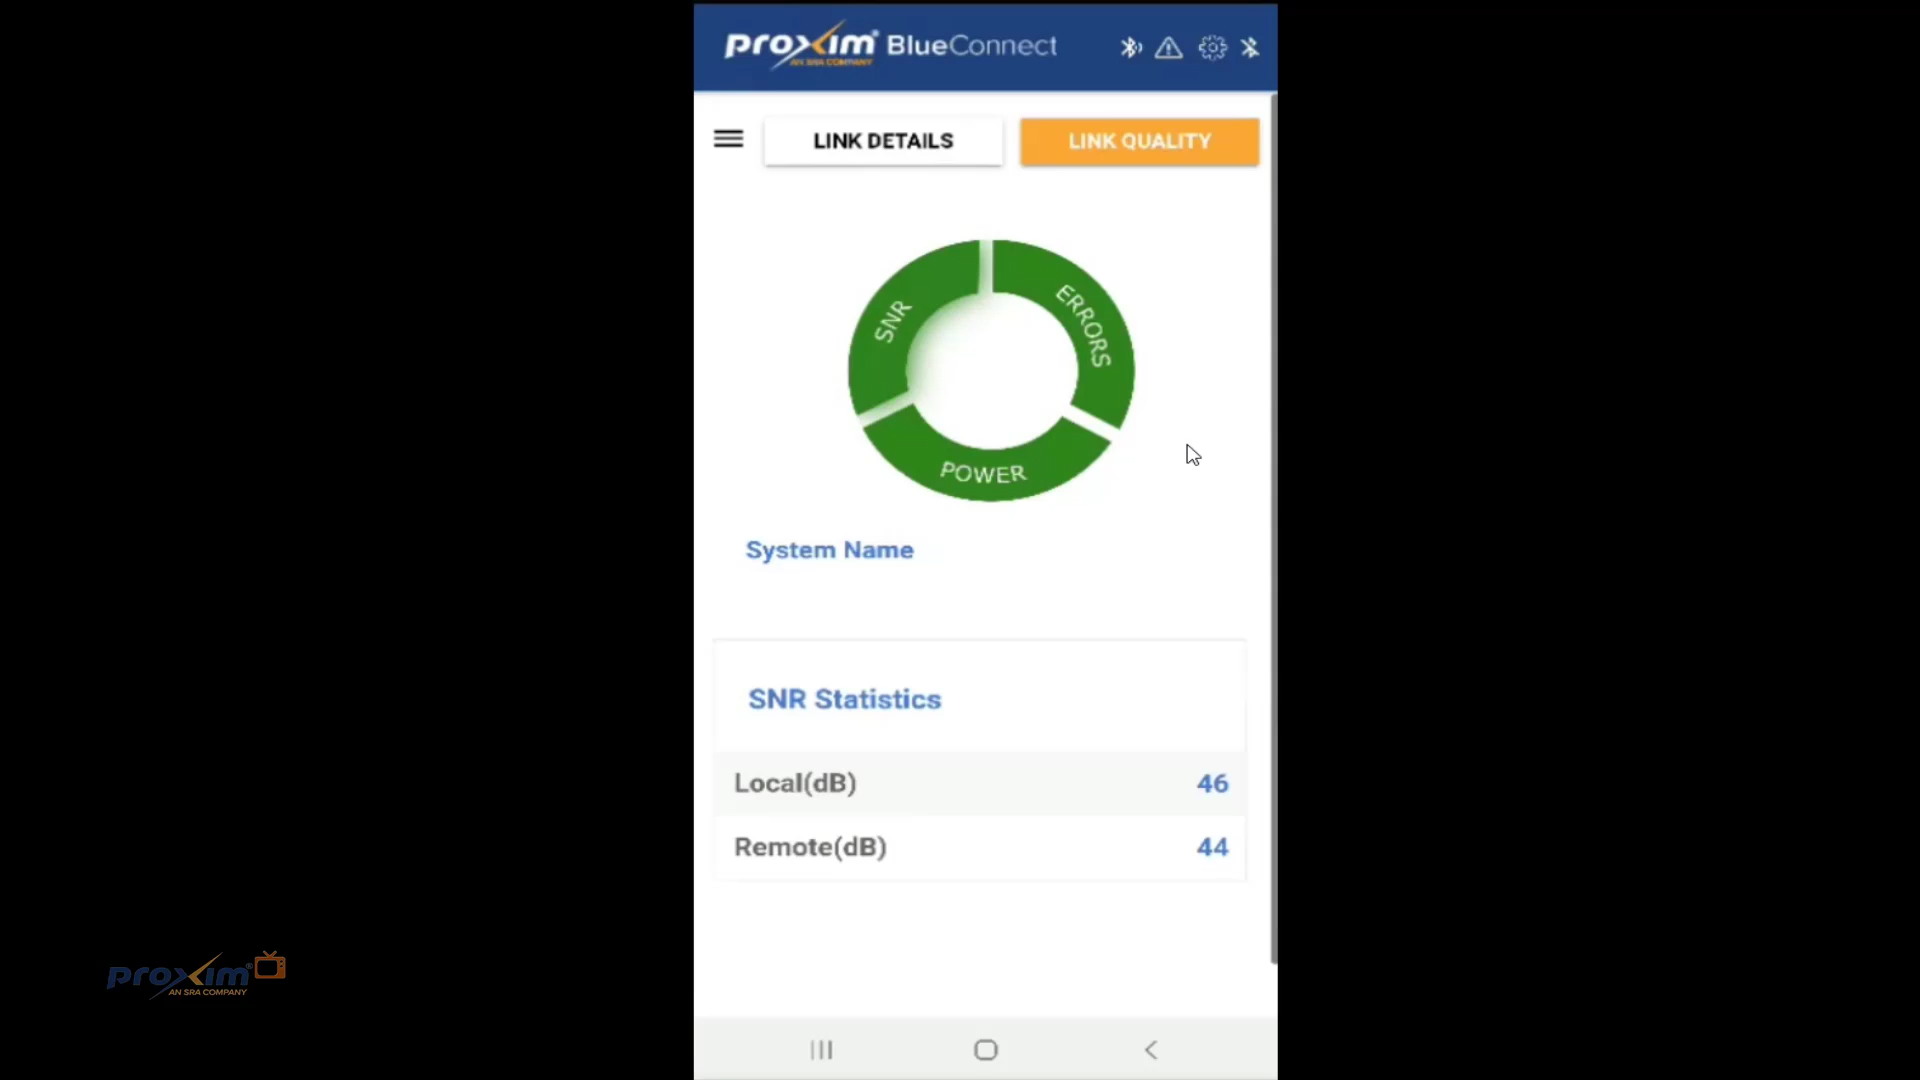 proxim® BlueConnect
AN SRA COMPANY
LINK DETAILS
LINK QUALITY
SNR
ERRORS
POWER
System Name
SNR Statistics
Local(dB) 46
Remote(dB) 44
proxim®
AN SRA COMPANY